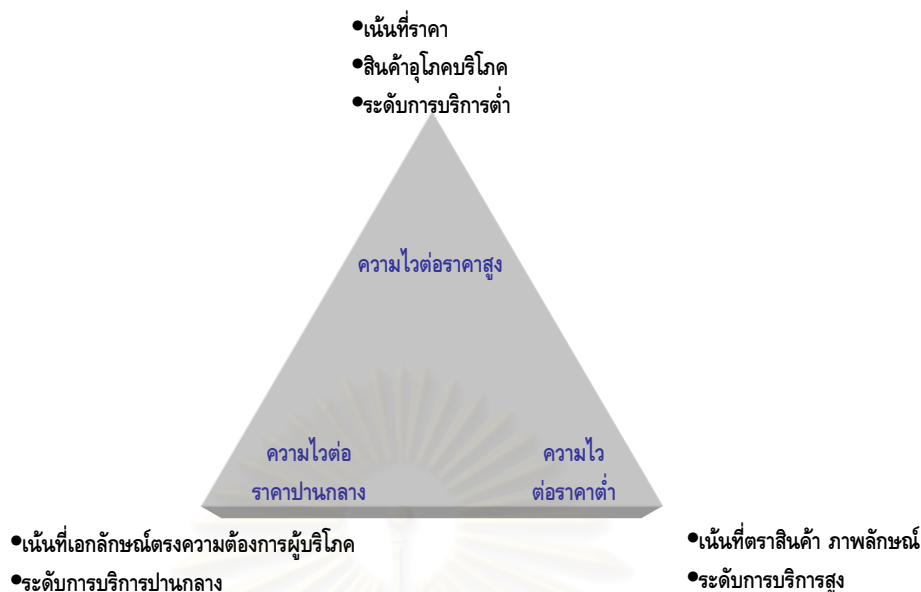 •เน้นที่ราคา
•สินค้าอุโภคบริโภค
•ระดับการบริการต่ำ
ความไวต่อราคาสูง
ความไวต่อ
ราคาปานกลาง
ความไว
ต่อราคาต่ำ
•เน้นที่เอกลักษณ์ตรงความต้องการผู้บริโภค
•ระดับการบริการปานกลาง
•เน้นที่ตราสินค้า ภาพลักษณ์
•ระดับการบริการสูง